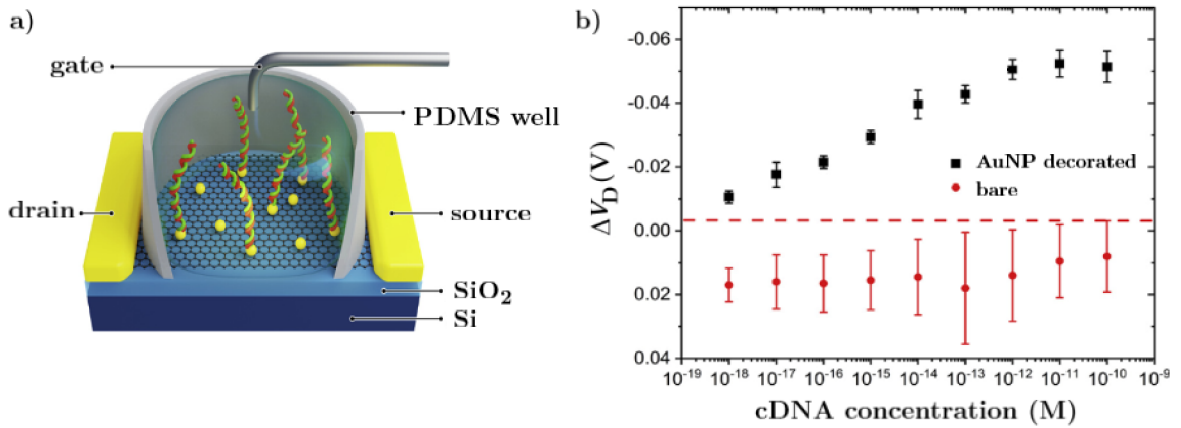 a)
gate
PDMS well
drain
source
SiO₂
Si
b)
ΔV_D (V)
-0.06
-0.04
-0.02
0.00
0.02
0.04
AuNP decorated
bare
10⁻¹⁹ 10⁻¹⁸ 10⁻¹⁷ 10⁻¹⁶ 10⁻¹⁵ 10⁻¹⁴ 10⁻¹³ 10⁻¹² 10⁻¹¹ 10⁻¹⁰ 10⁻⁹
cDNA concentration (M)